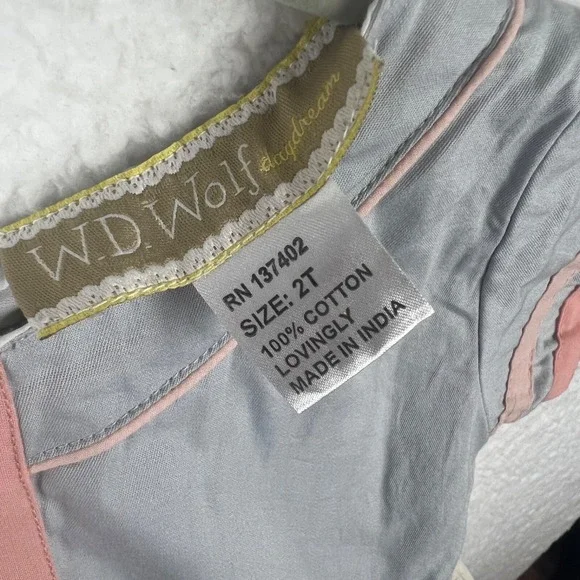 W.D.Wolf
daydream
RN 137402
SIZE: 2T
100% COTTON
LOVINGLY
MADE IN INDIA